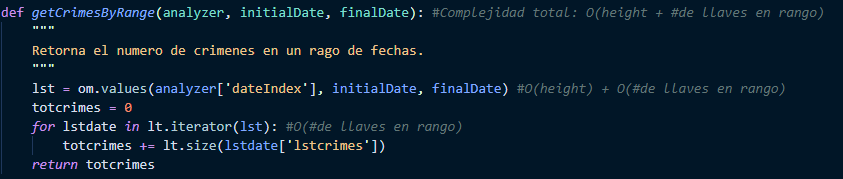 def getCrimesByRange(analyzer, initialDate, finalDate): #Complejidad total: O(height + #de llaves en rango)
    """
    Retorna el numero de crimenes en un rago de fechas.
    """
    lst = om.values(analyzer['dateIndex'], initialDate, finalDate) #O(height) + O(#de llaves en rango)
    totcrimes = 0
    for lstdate in lt.iterator(lst): #O(#de llaves en rango)
        totcrimes += lt.size(lstdate['lstcrimes'])
    return totcrimes